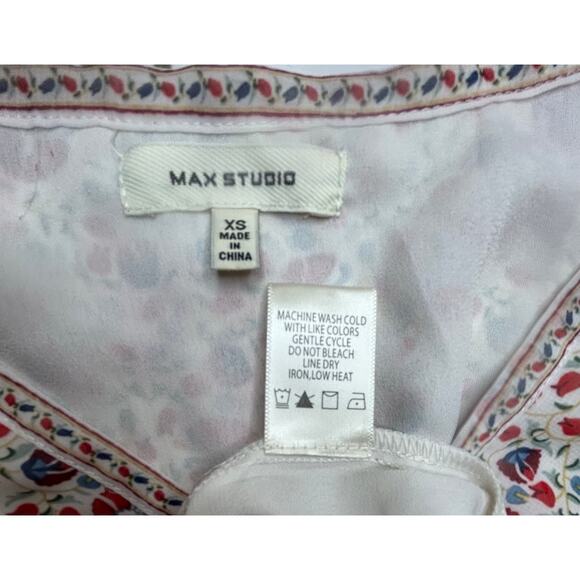 MAX STUDIO
XS
MADE
IN
CHINA
MACHINE WASH COLD
WITH LIKE COLORS
GENTLE CYCLE
DO NOT BLEACH
LINE DRY
IRON,LOW HEAT